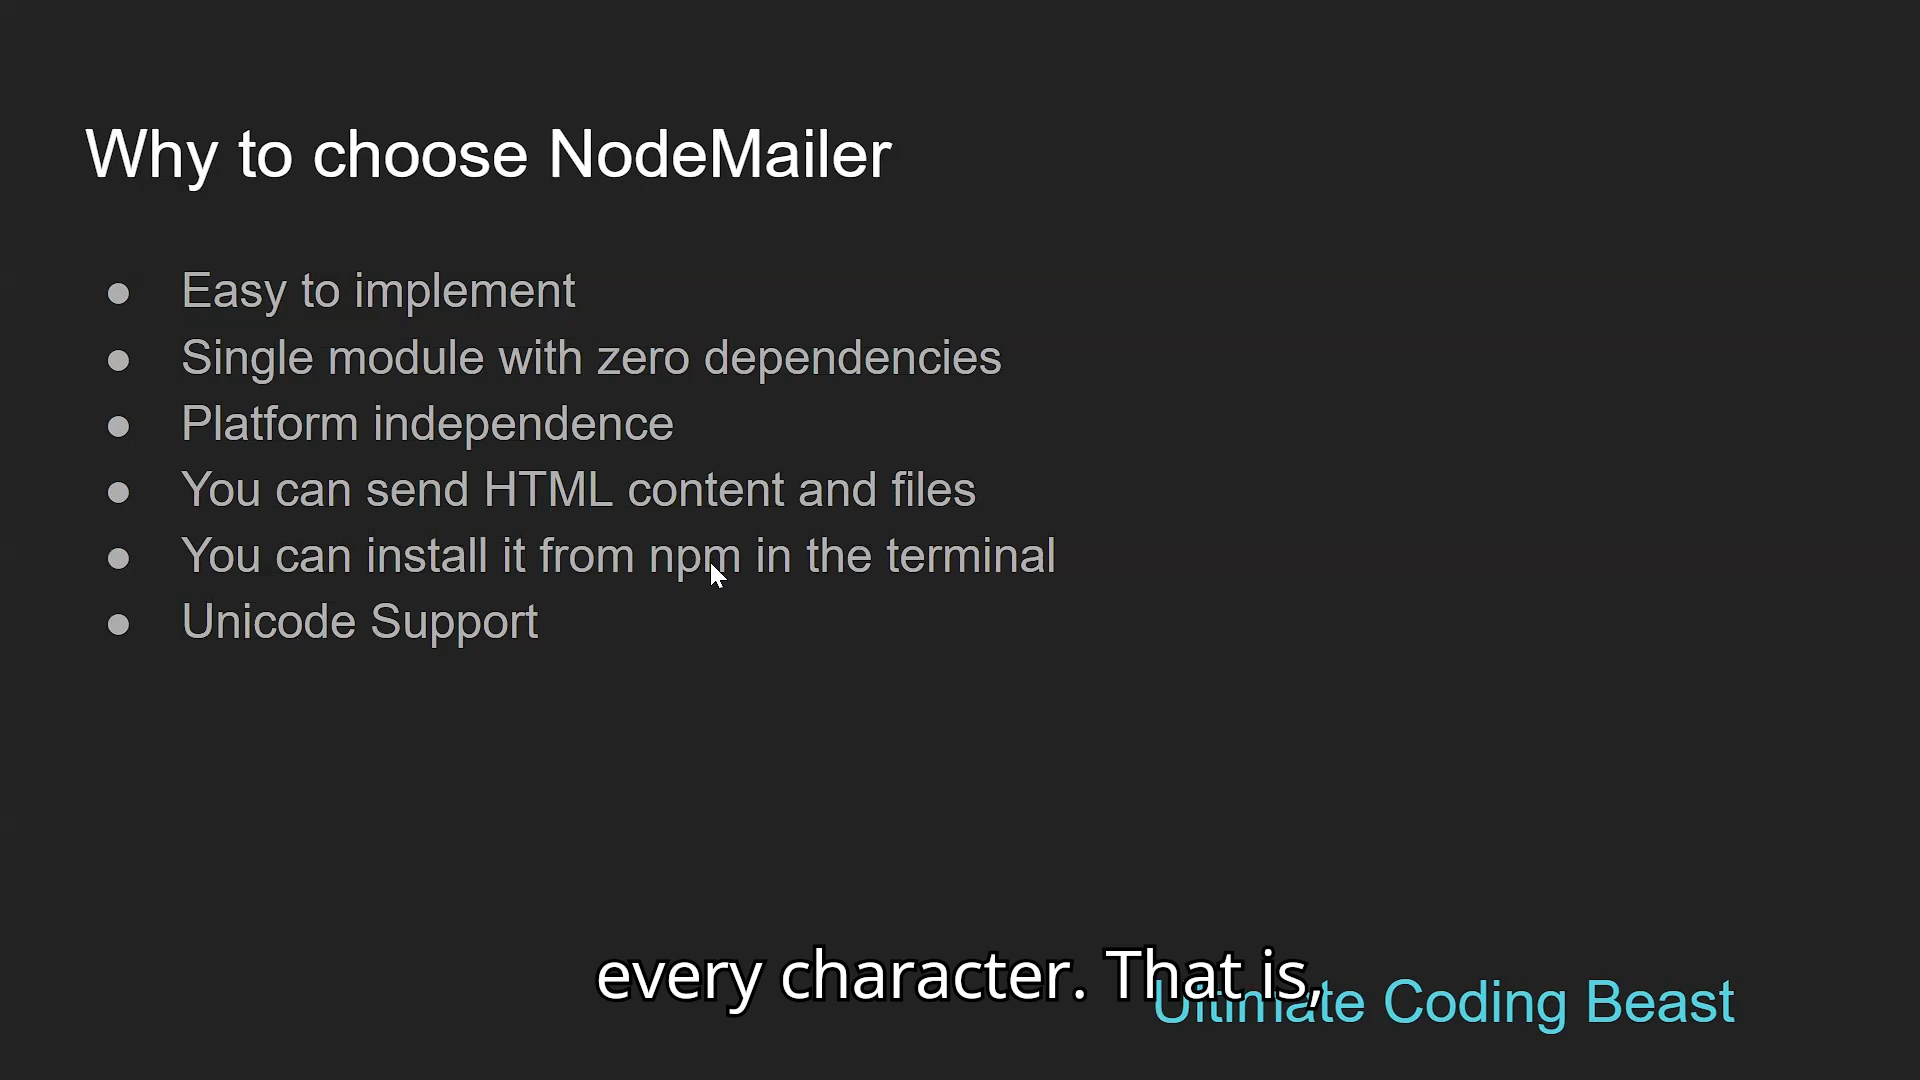 Why to choose NodeMailer
● Easy to implement
● Single module with zero dependencies
● Platform independence
● You can send HTML content and files
● You can install it from npm in the terminal
● Unicode Support
every character. That is,
Ultimate Coding Beast